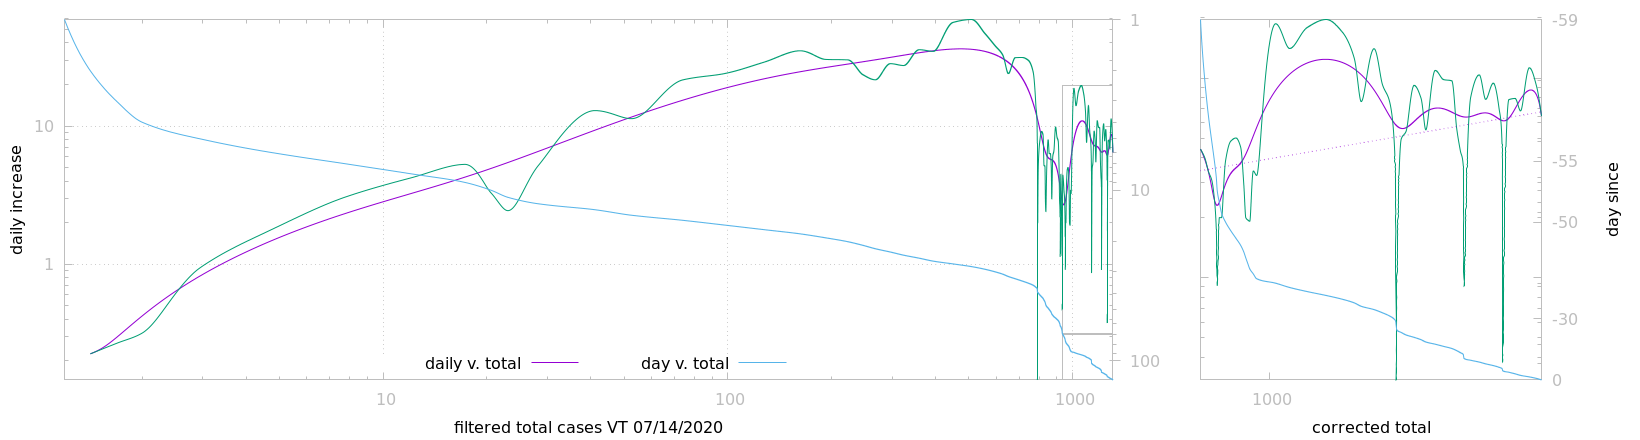 daily increase
10
1
daily v. total
day v. total
10
100
1000
filtered total cases VT 07/14/2020
1
10
100
1000
corrected total
-59
-55
-50
-30
0
day since